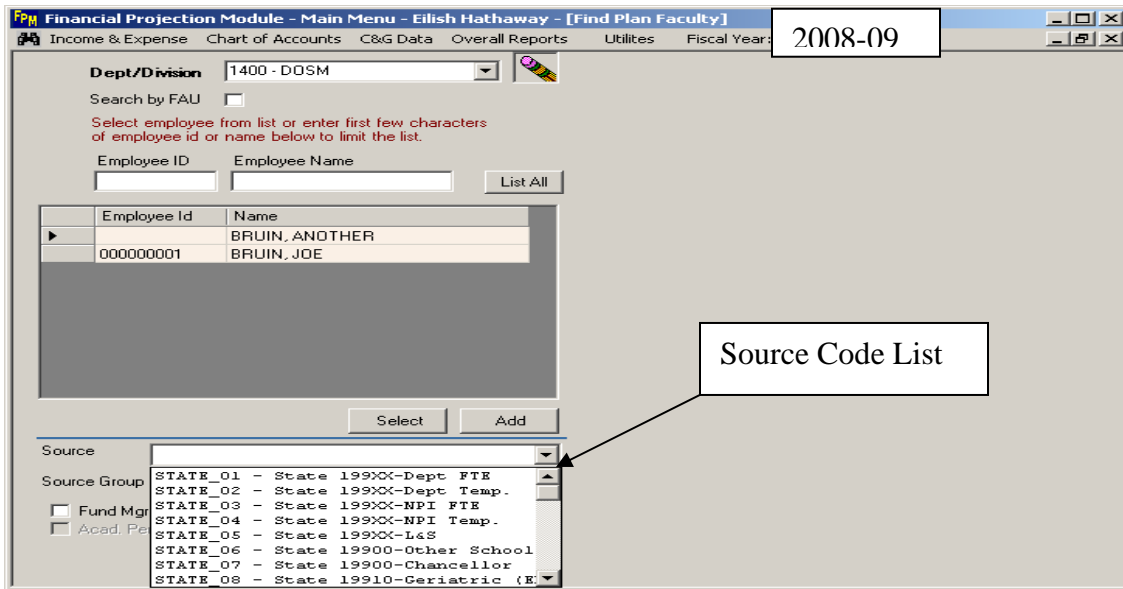 FPM Financial Projection Module - Main Menu - Eilish Hathaway - [Find Plan Faculty]
Income & Expense Chart of Accounts C&G Data Overall Reports Utilites Fiscal Year: 2008-09
Dept/Division 1400 - DOSM
Search by FAU
Select employee from list or enter first few characters
of employee id or name below to limit the list.
Employee ID Employee Name
List All
Employee Id Name
BRUIN, ANOTHER
000000001 BRUIN, JOE
Source Code List
Select Add
Source
STATE_01 - State 199XX-Dept FTE
Source Group
STATE_02 - State 199XX-Dept Temp.
STATE_03 - State 199XX-NPI FTE
Fund Mgr
STATE_04 - State 199XX-NPI Temp.
Acad. Pe
STATE_05 - State 199XX-L&S
STATE_06 - State 19900-Other School
STATE_07 - State 19900-Chancellor
STATE_08 - State 19910-Geriatric (E